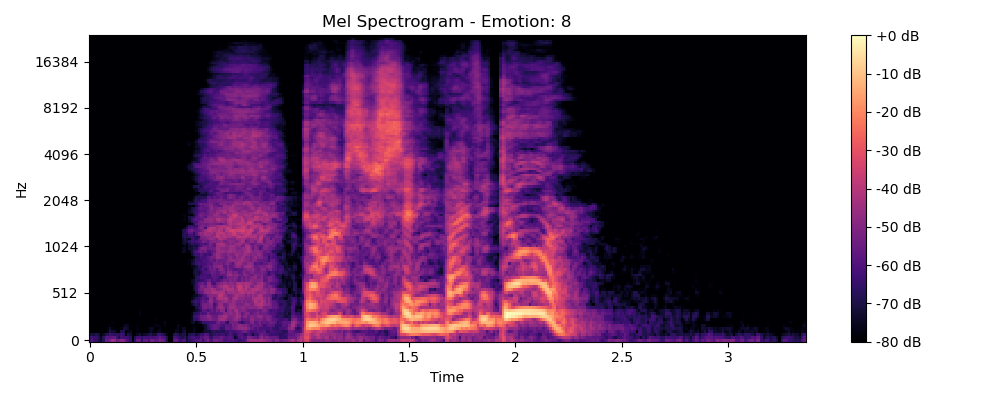 Mel Spectrogram - Emotion: 8
Hz
16384
8192
4096
2048
1024
512
0
0 0.5 1 1.5 2 2.5 3
Time
+0 dB
-10 dB
-20 dB
-30 dB
-40 dB
-50 dB
-60 dB
-70 dB
-80 dB